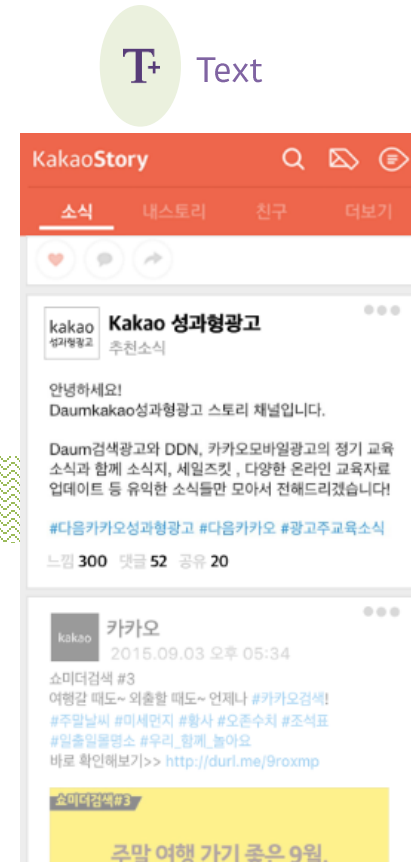 T+ Text
KakaoStory
소식 내스토리 친구 더보기
kakao
성과형광고
Kakao 성과형광고
추천소식
안녕하세요!
Daumkakao성과형광고 스토리 채널입니다.
Daum검색광고와 DDN, 카카오모바일광고의 정기 교육
소식과 함께 소식지, 세일즈킷 , 다양한 온라인 교육자료
업데이트 등 유익한 소식들만 모아서 전해드리겠습니다!
#다음카카오성과형광고 #다음카카오 #광고주교육소식
느낌 300 댓글 52 공유 20
kakao
카카오
2015.09.03 오후 05:34
쇼미더검색 #3
여행갈 때도~ 외출할 때도~ 언제나 #카카오검색!
#주말날씨 #미세먼지 #황사 #오존수치 #조석표
#일출일몰명소 #우리_함께_놀아요
바로 확인해보기>> http://durl.me/9roxmp
쇼미더검색#3
주말 여행 가기 좋은 9월,